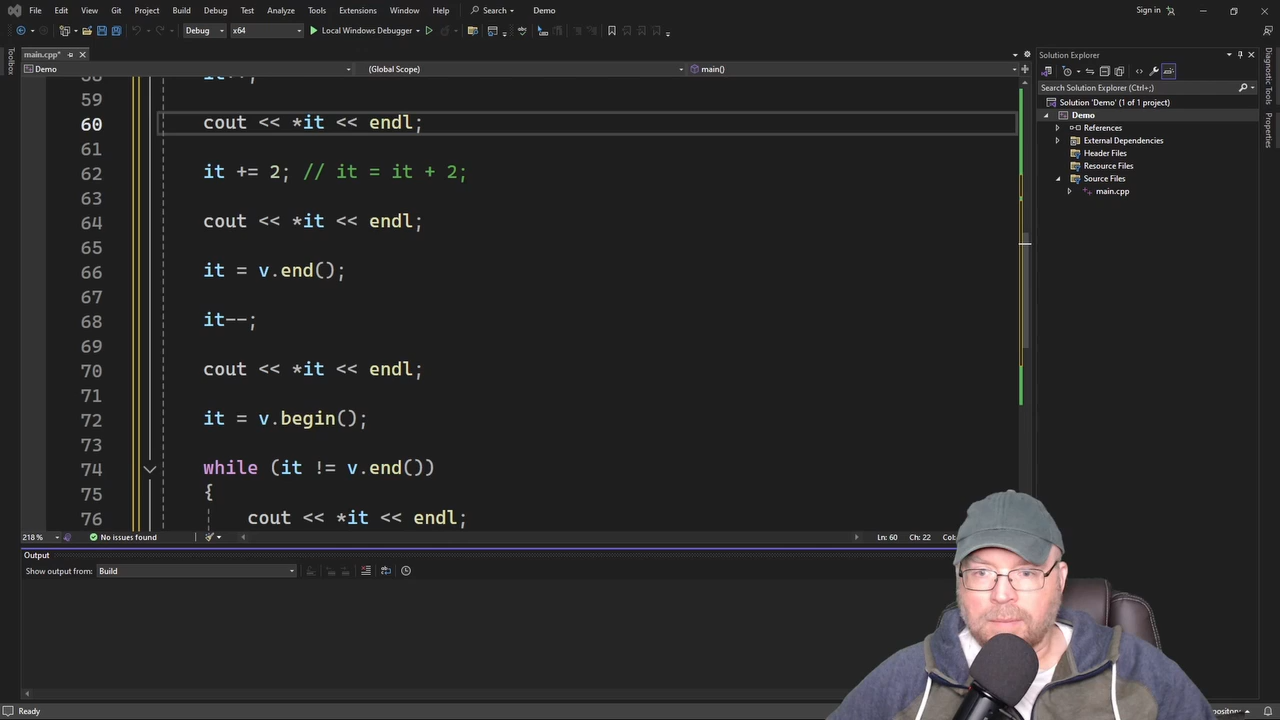 File Edit View Git Project Build Debug Test Analyze Tools Extensions Window Help Search Demo Sign in
Debug x64 Local Windows Debugger
main.cpp*
Demo (Global Scope) main()
Toolbox
Solution Explorer
Search Solution Explorer (Ctrl+;)
Solution 'Demo' (1 of 1 project)
Demo
References
External Dependencies
Header Files
Resource Files
Source Files
main.cpp
Diagnostic Tools
Properties
59
60 cout << *it << endl;
61
62 it += 2; // it = it + 2;
63
64 cout << *it << endl;
65
66 it = v.end();
67
68 it--;
69
70 cout << *it << endl;
71
72 it = v.begin();
73
74 while (it != v.end())
75 {
76 cout << *it << endl;
218 % No issues found Ln: 60 Ch: 22
Output
Show output from: Build
Ready